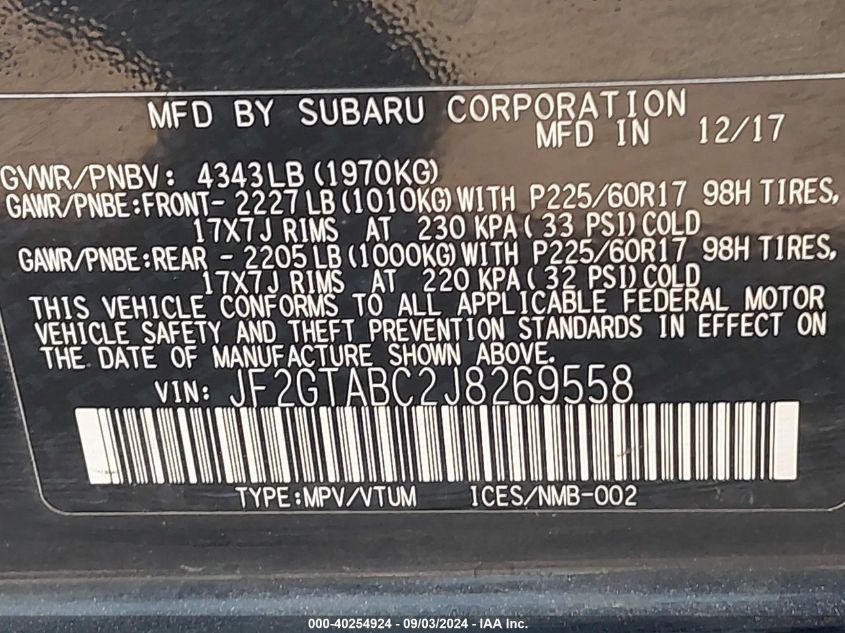 MFD BY SUBARU CORPORATION
MFD IN 12/17
GVWR/PNBV: 4343LB (1970KG)
GAWR/PNBE:FRONT- 2227 LB (1010KG) WITH P225/60R17 98H TIRES,
17X7J RIMS AT 230 KPA ( 33 PSI) COLD
GAWR/PNBE:REAR - 2205 LB (1000KG) WITH P225/60R17 98H TIRES,
17X7J RIMS AT 220 KPA ( 32 PSI) COLD
THIS VEHICLE CONFORMS TO ALL APPLICABLE FEDERAL MOTOR
VEHICLE SAFETY AND THEFT PREVENTION STANDARDS IN EFFECT ON
THE DATE OF MANUFACTURE SHOWN ABOVE.
VIN: JF2GTABC2J8269558
TYPE:MPV/VTUM ICES/NMB-002
000-40254924 - 09/03/2024 - IAA Inc.